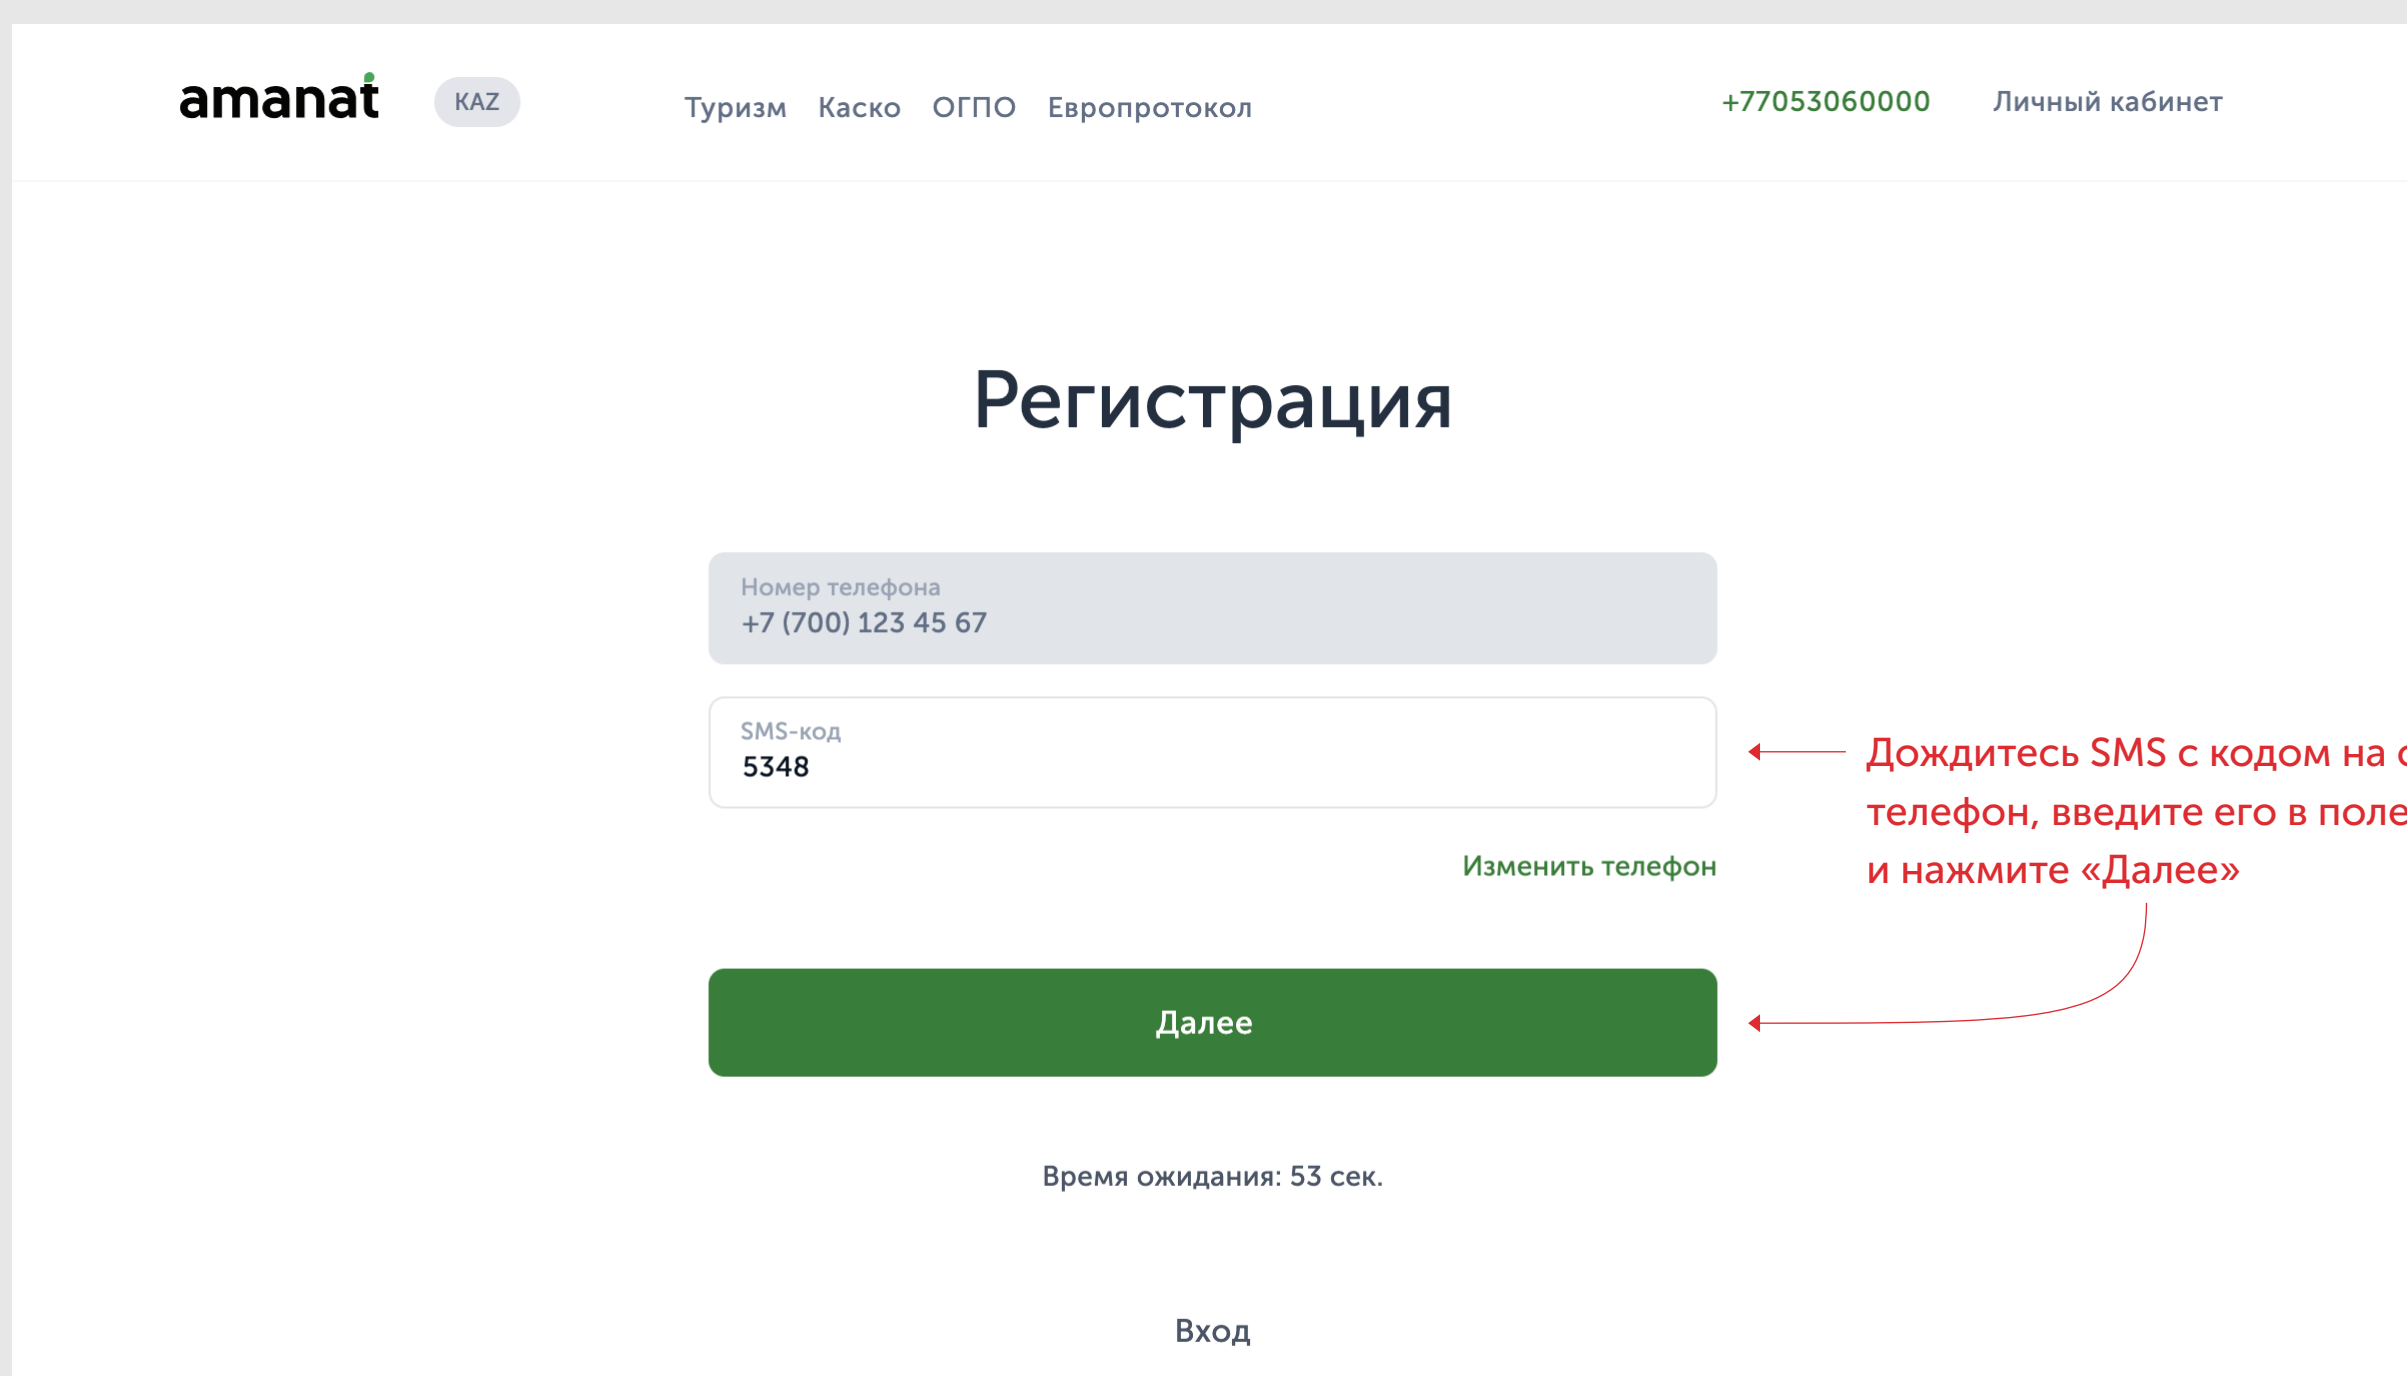 amanat
KAZ
Туризм Каско ОГПО Европротокол
+77053060000
Личный кабинет
Регистрация
Номер телефона
+7 (700) 123 45 67
SMS-код
5348
Дождитесь SMS с кодом на
телефон, введите его в поле
и нажмите «Далее»
Изменить телефон
Далее
Время ожидания: 53 сек.
Вход